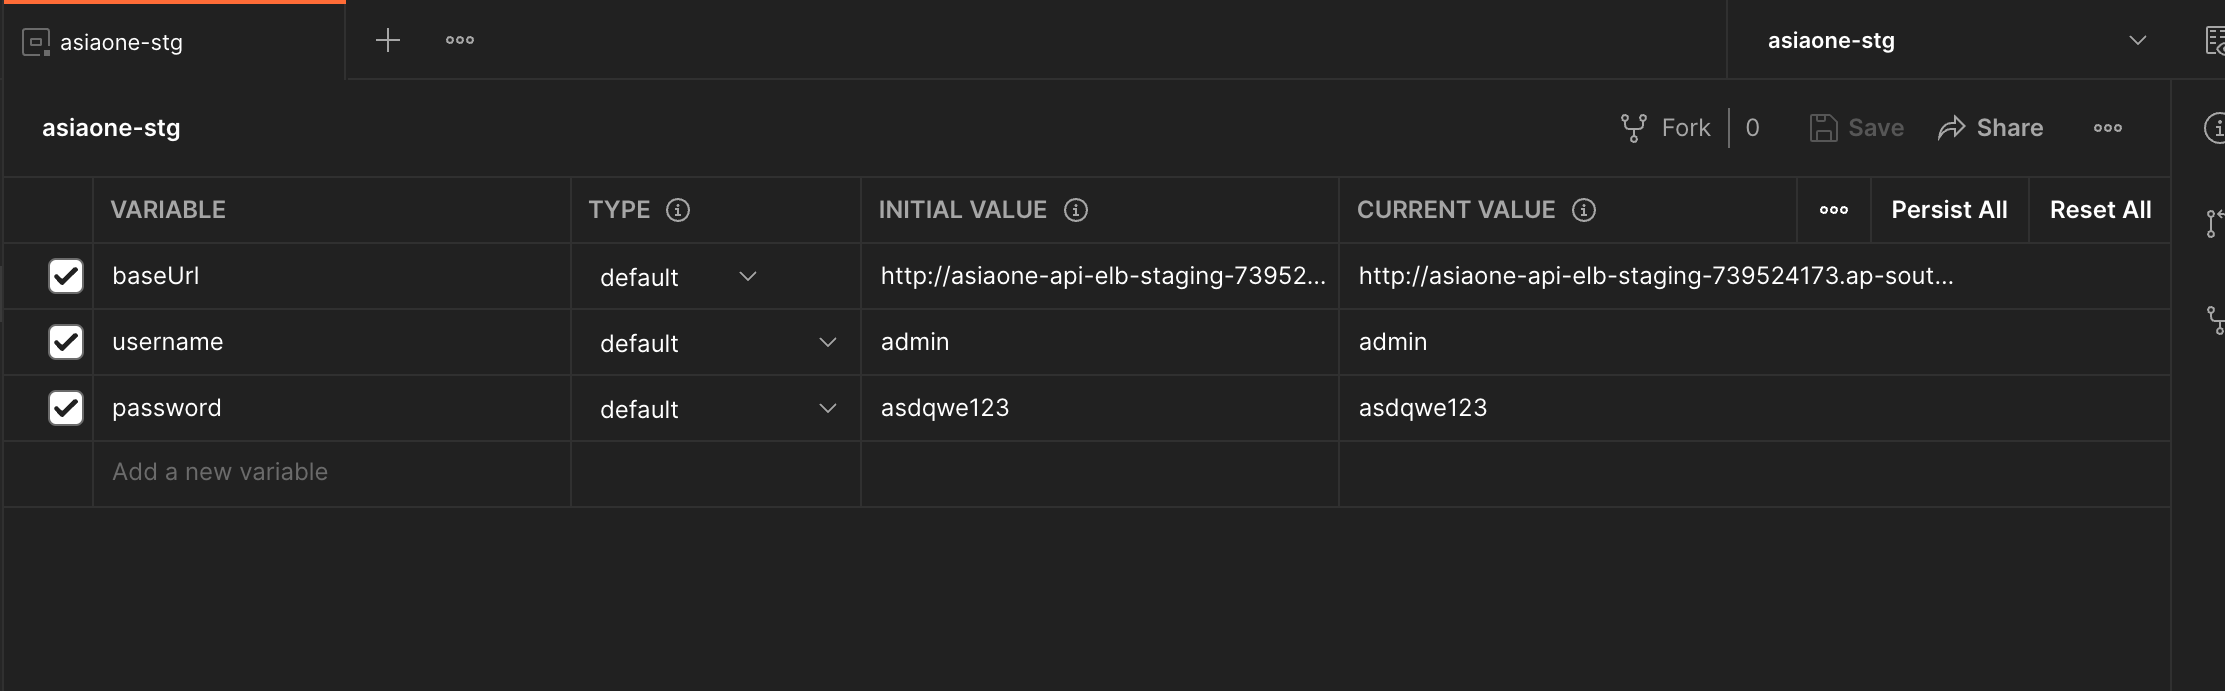 asiaone-stg
asiaone-stg
asiaone-stg
Fork 0 Save Share
VARIABLE TYPE INITIAL VALUE CURRENT VALUE Persist All Reset All
baseUrl default http://asiaone-api-elb-staging-73952... http://asiaone-api-elb-staging-739524173.ap-sout...
username default admin admin
password default asdqwe123 asdqwe123
Add a new variable